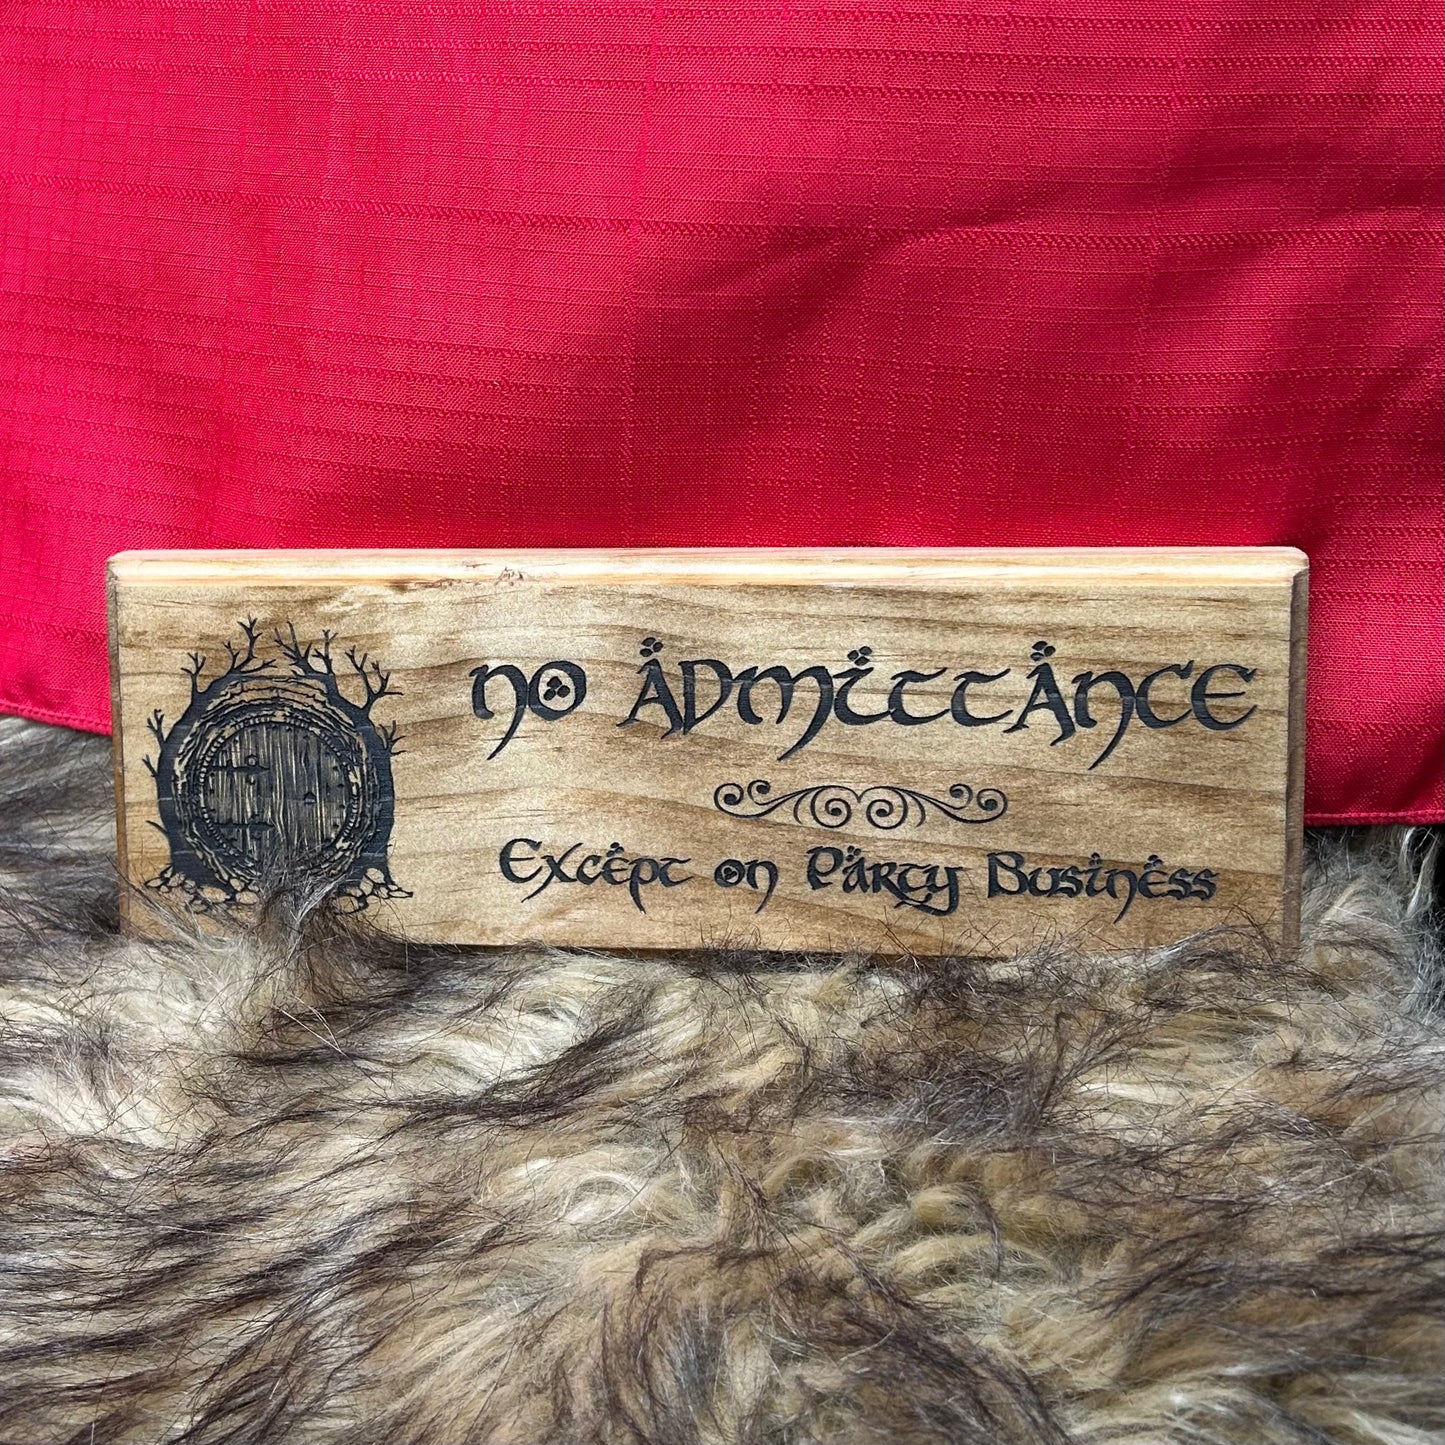 No Admittance
Except on Party Business